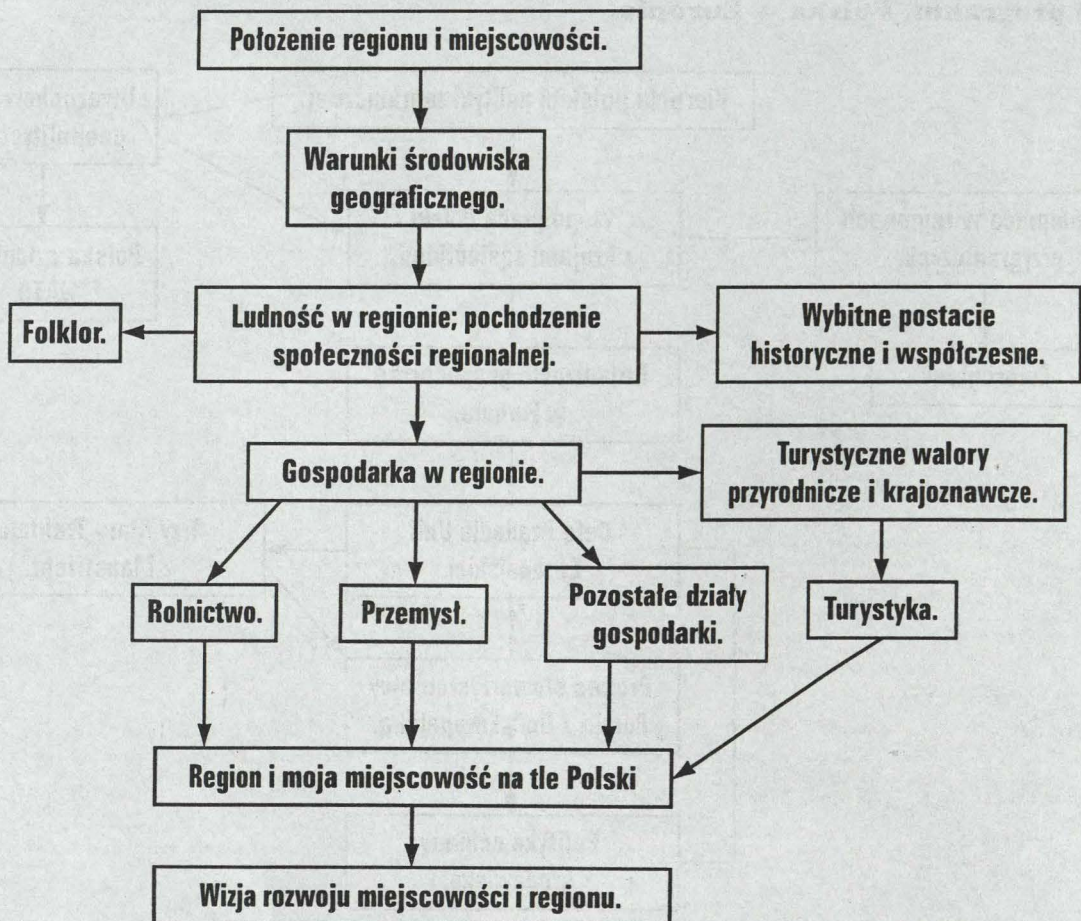 Położenie regionu i miejscowości.
Warunki środowiska
geograficznego.
Folklor.
Ludność w regionie; pochodzenie
społeczności regionalnej.
Wybitne postacie
historyczne i współczesne.
Gospodarka w regionie.
Turystyczne walory
przyrodnicze i krajoznawcze.
Rolnictwo.
Przemysł.
Pozostałe działy
gospodarki.
Turystyka.
Region i moja miejscowość na tle Polski
Wizja rozwoju miejscowości i regionu.